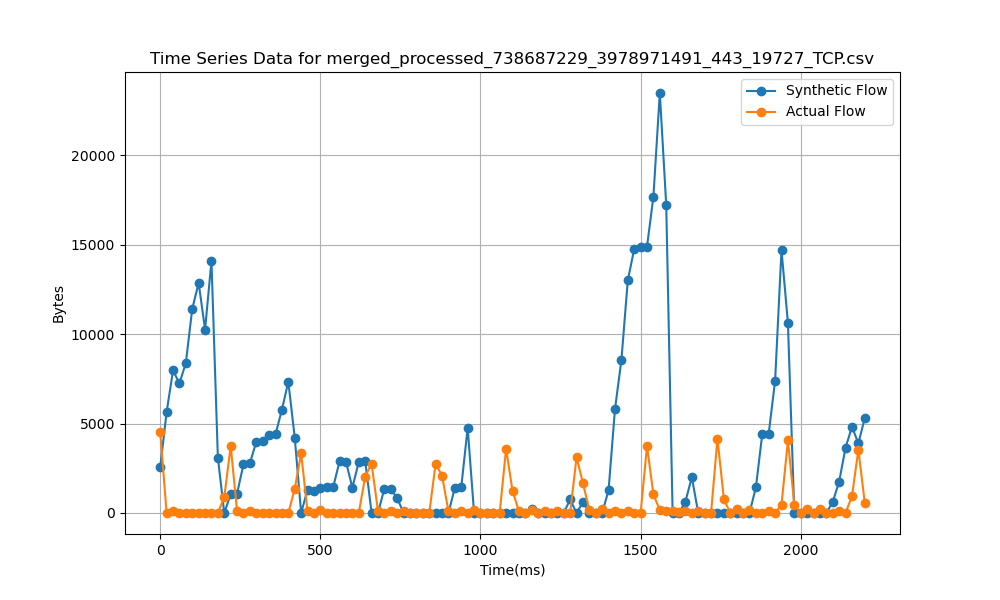 Time Series Data for merged_processed_738687229_3978971491_443_19727_TCP.csv
Synthetic Flow
Actual Flow
Bytes
20000
15000
10000
5000
0
0 500 1000 1500 2000
Time(ms)